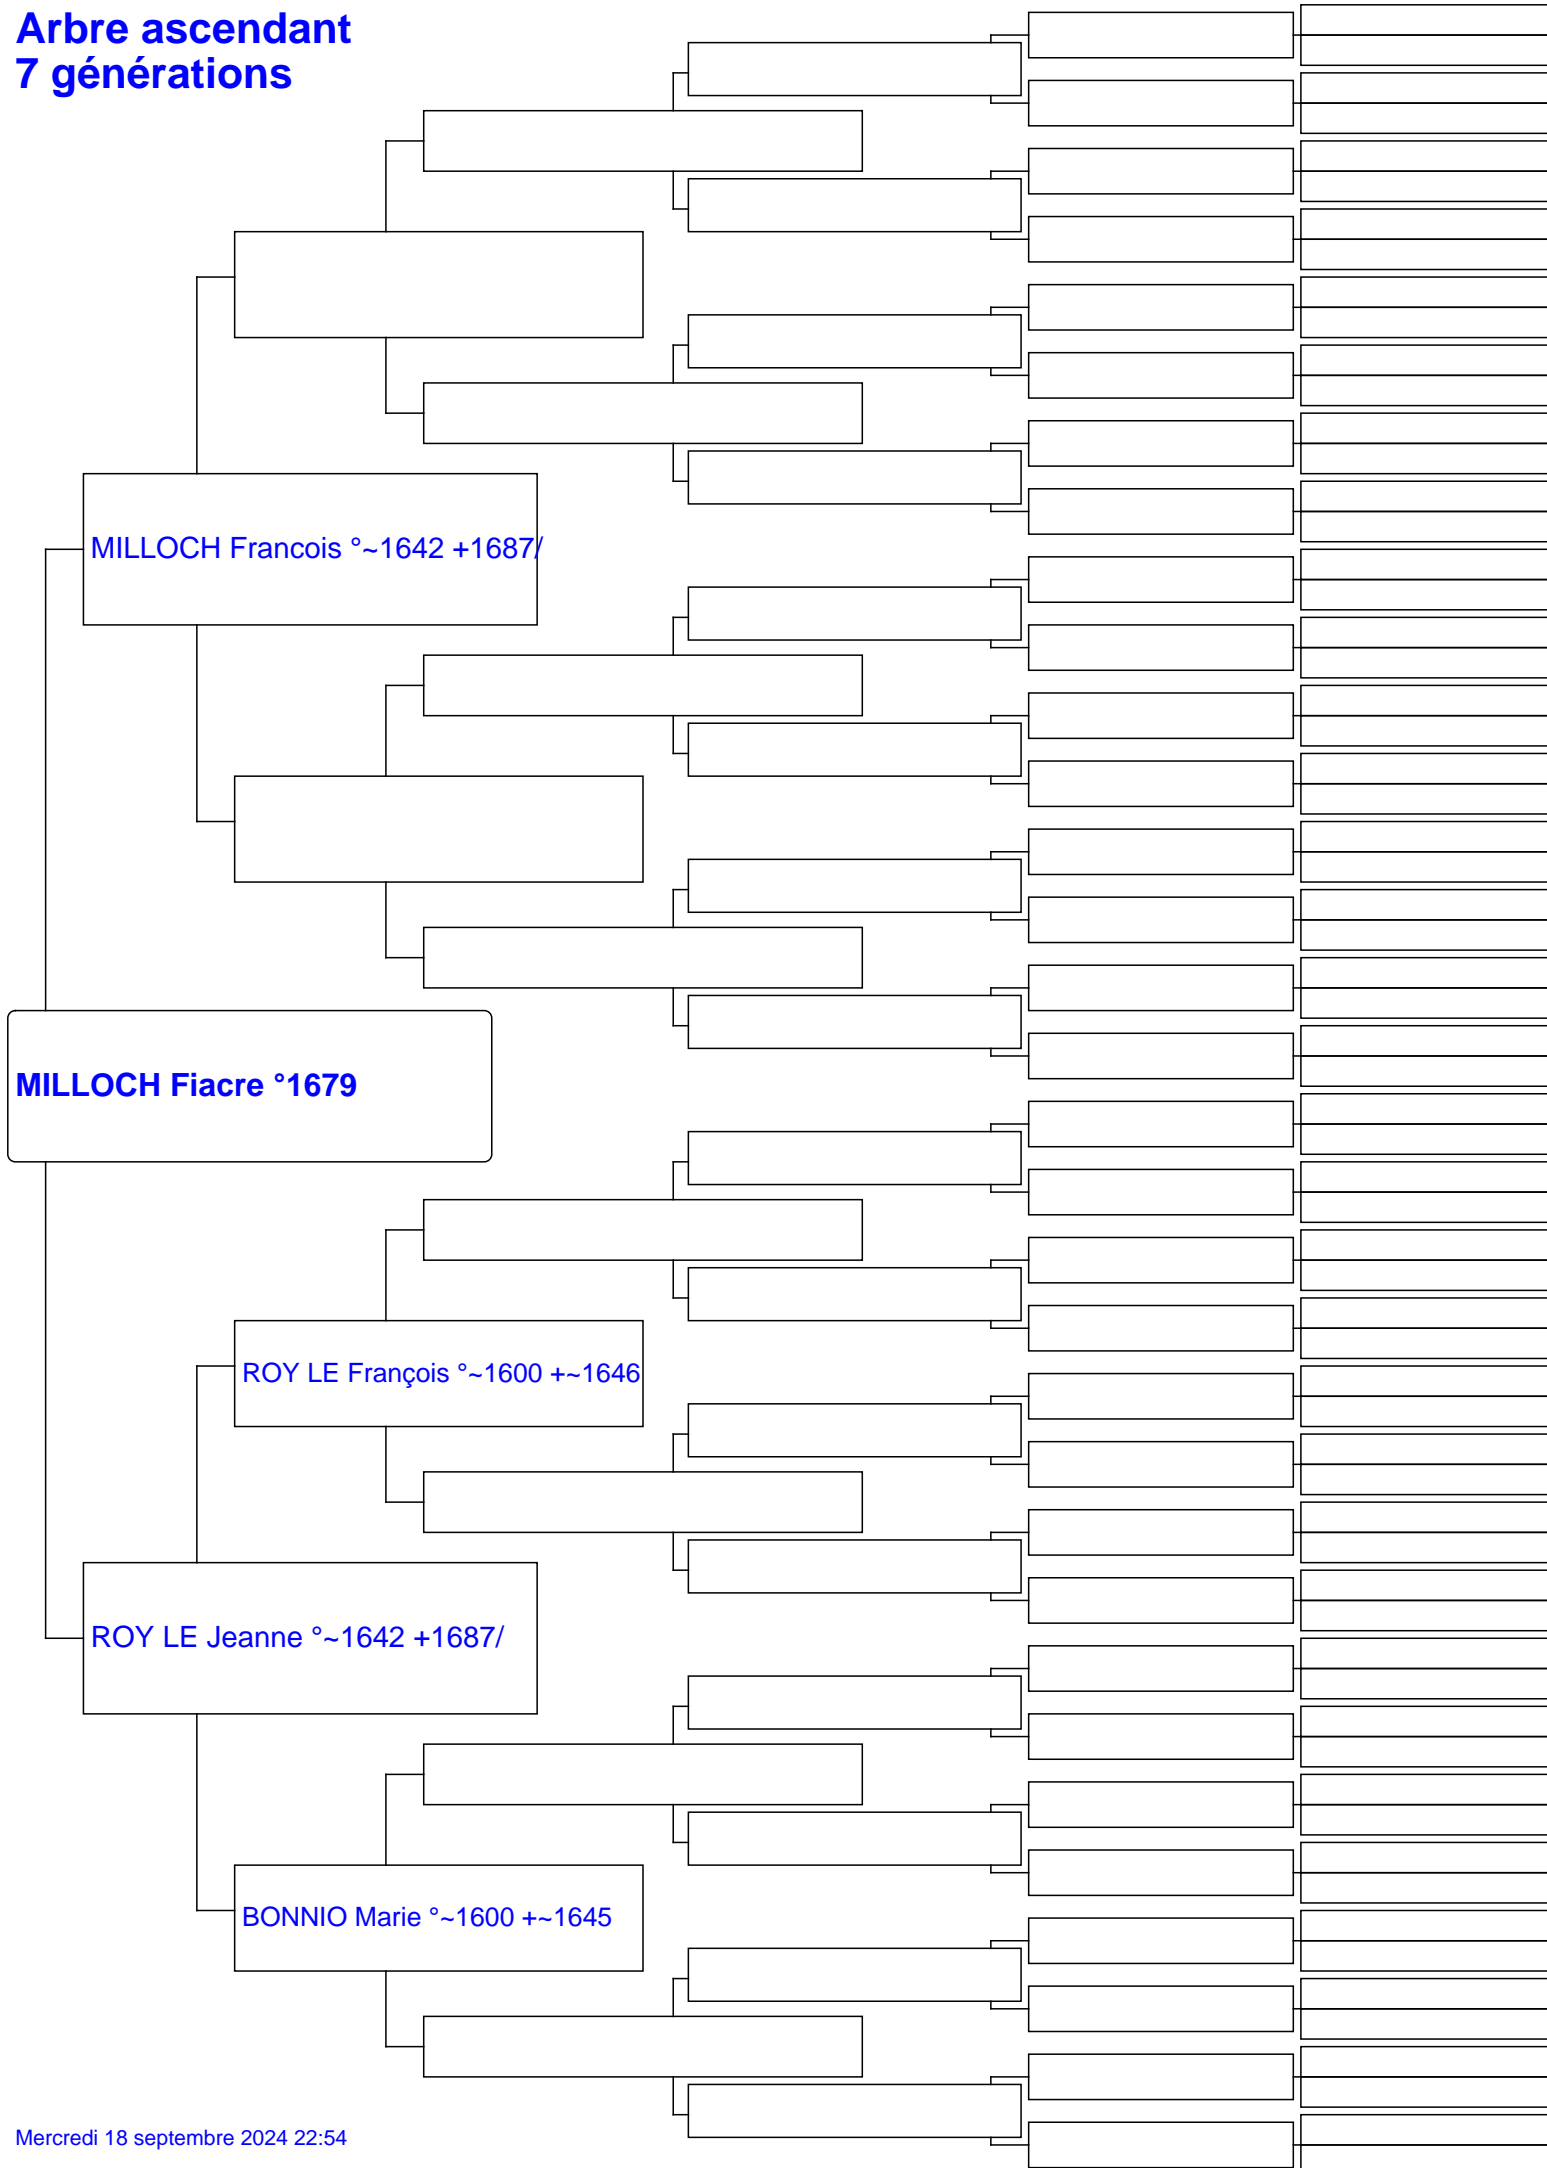 Arbre ascendant
7 générations
MILLOCH Francois °~1642 +1687/
MILLOCH Fiacre °1679
ROY LE François °~1600 +~1646
ROY LE Jeanne °~1642 +1687/
BONNIO Marie °~1600 +~1645
Mercredi 18 septembre 2024 22:54